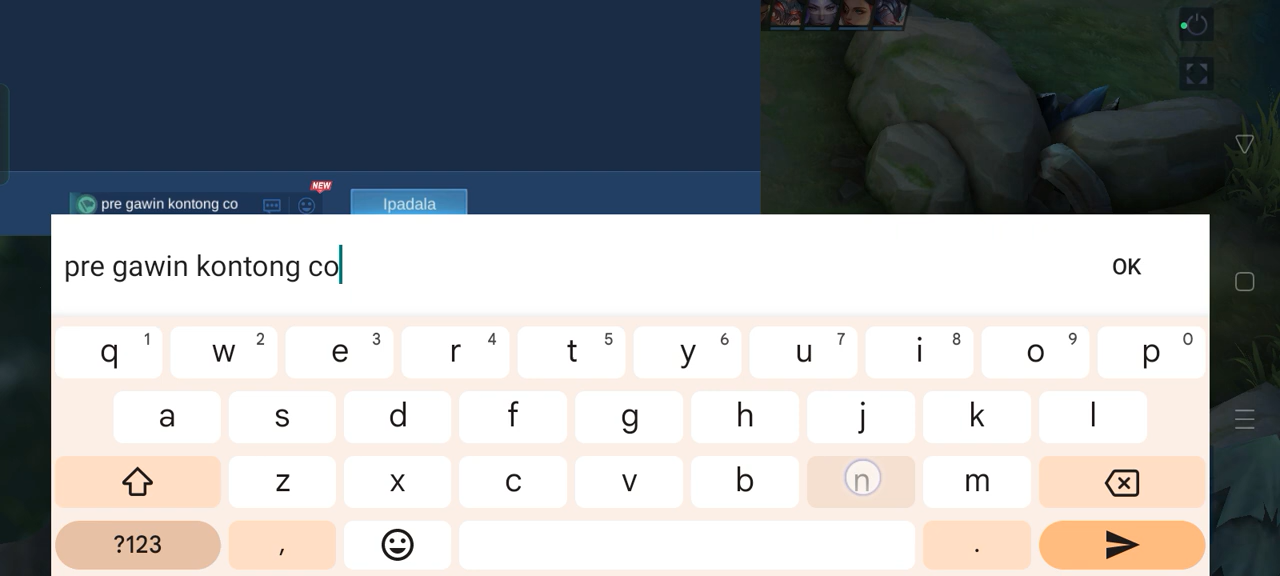 NEW
pre gawin kontong co
Ipadala
pre gawin kontong co
OK
q 1 w 2 e 3 r 4 t 5 y 6 u 7 i 8 o 9 p 0
a s d f g h j k l
z x c v b n m
?123 , .